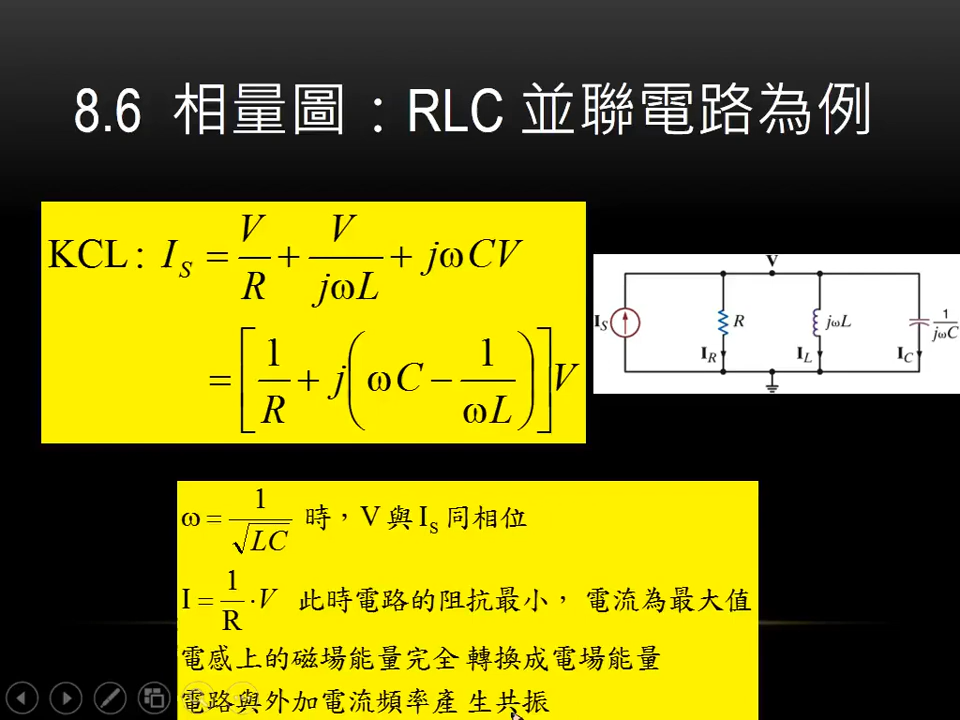 8.6 相量圖：RLC 並聯電路為例
KCL: I_S = V/R + V/(jωL) + jωCV
= [1/R + j(ωC − 1/(ωL))]V
V
I_S R jωL 1/(jωC)
I_R I_L I_C
ω = 1/√LC 時，V 與 I_S 同相位
I = 1/R · V 此時電路的阻抗最小， 電流為最大值
電感上的磁場能量完全 轉換成電場能量
電路與外加電流頻率產 生共振